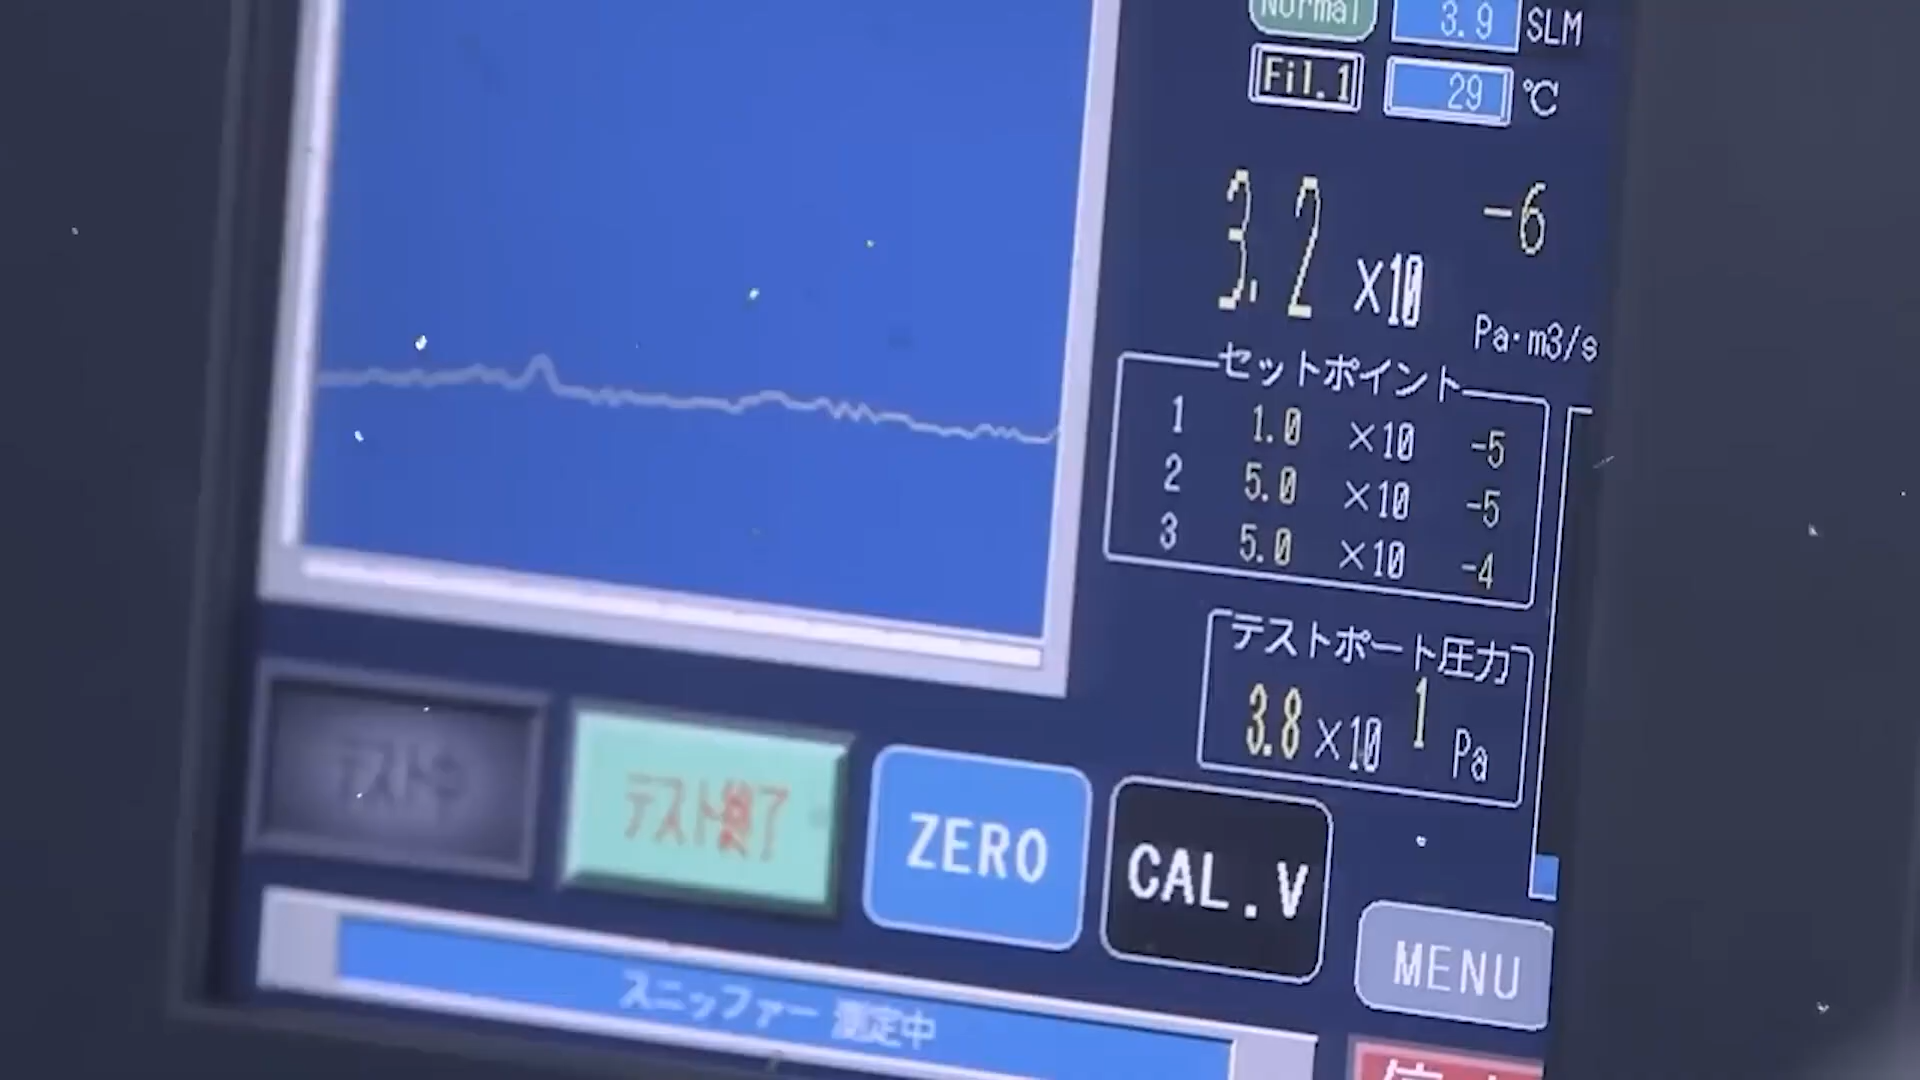 Normal 3.9 SLM
Fil.1 29 ℃
3.2 ×10 -6
Pa·m3/s
セットポイント
1 1.0 ×10 -5
2 5.0 ×10 -5
3 5.0 ×10 -4
テストポート圧力
3.8×10 1 Pa
テスト中
テスト終了
ZERO
CAL.V
MENU
スニッファー 測定中